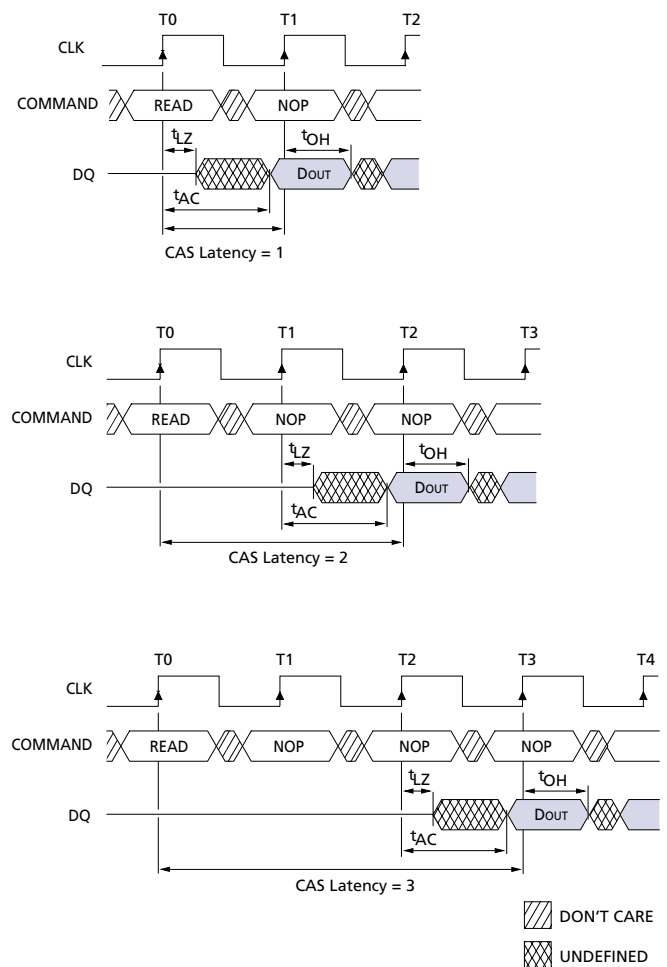 T0 T1 T2
CLK
COMMAND READ NOP
tLZ tOH
DQ DOUT
tAC
CAS Latency = 1
T0 T1 T2 T3
CLK
COMMAND READ NOP NOP
tLZ tOH
DQ DOUT
tAC
CAS Latency = 2
T0 T1 T2 T3 T4
CLK
COMMAND READ NOP NOP NOP
tLZ tOH
DQ DOUT
tAC
CAS Latency = 3
DON'T CARE
UNDEFINED